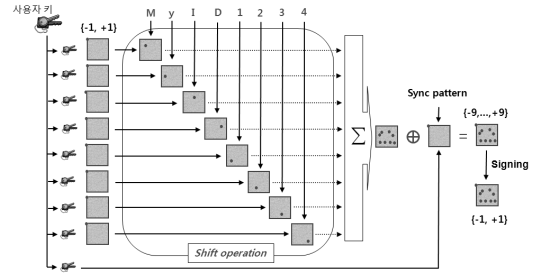 사용자 키
{-1, +1}
M y I D 1 2 3 4
Sync pattern
{-9,...,+9}
Σ ⊕ =
Signing
{-1, +1}
Shift operation